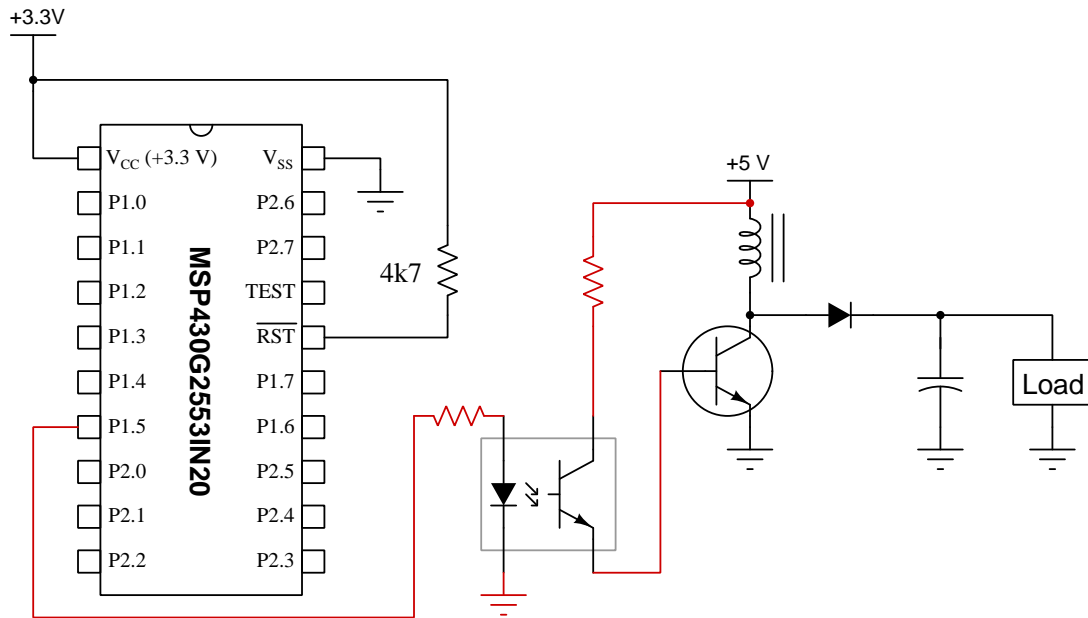 +3.3V
V_CC (+3.3 V)
V_SS
P1.0
P2.6
P1.1
P2.7
P1.2
TEST
P1.3
RST
P1.4
P1.7
P1.5
P1.6
P2.0
P2.5
P2.1
P2.4
P2.2
P2.3
MSP430G2553IN20
4k7
+5 V
Load